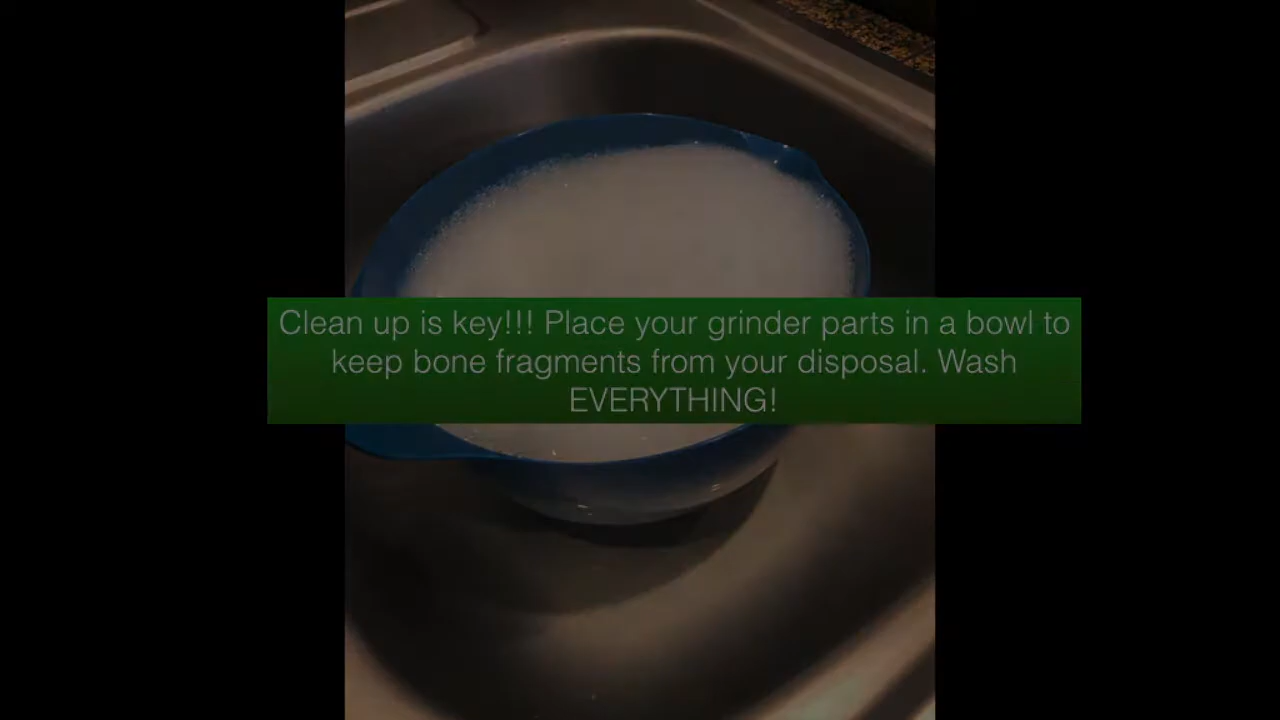 Clean up is key!!! Place your grinder parts in a bowl to
keep bone fragments from your disposal. Wash
EVERYTHING!